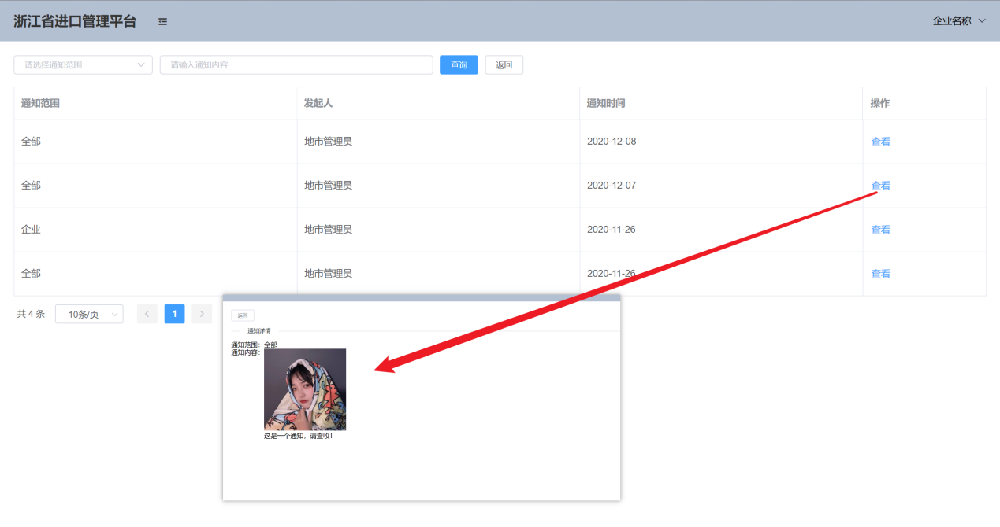 浙江省进口管理平台 企业名称
请选择通知范围 请输入通知内容 查询 返回
通知范围 发起人 通知时间 操作
全部 地市管理员 2020-12-08 查看
全部 地市管理员 2020-12-07 查看
企业 地市管理员 2020-11-26 查看
全部 地市管理员 2020-11-26 查看
共 4 条 10条/页 1
返回
通知详情
通知范围：全部
通知内容：
这是一个通知，请查收！